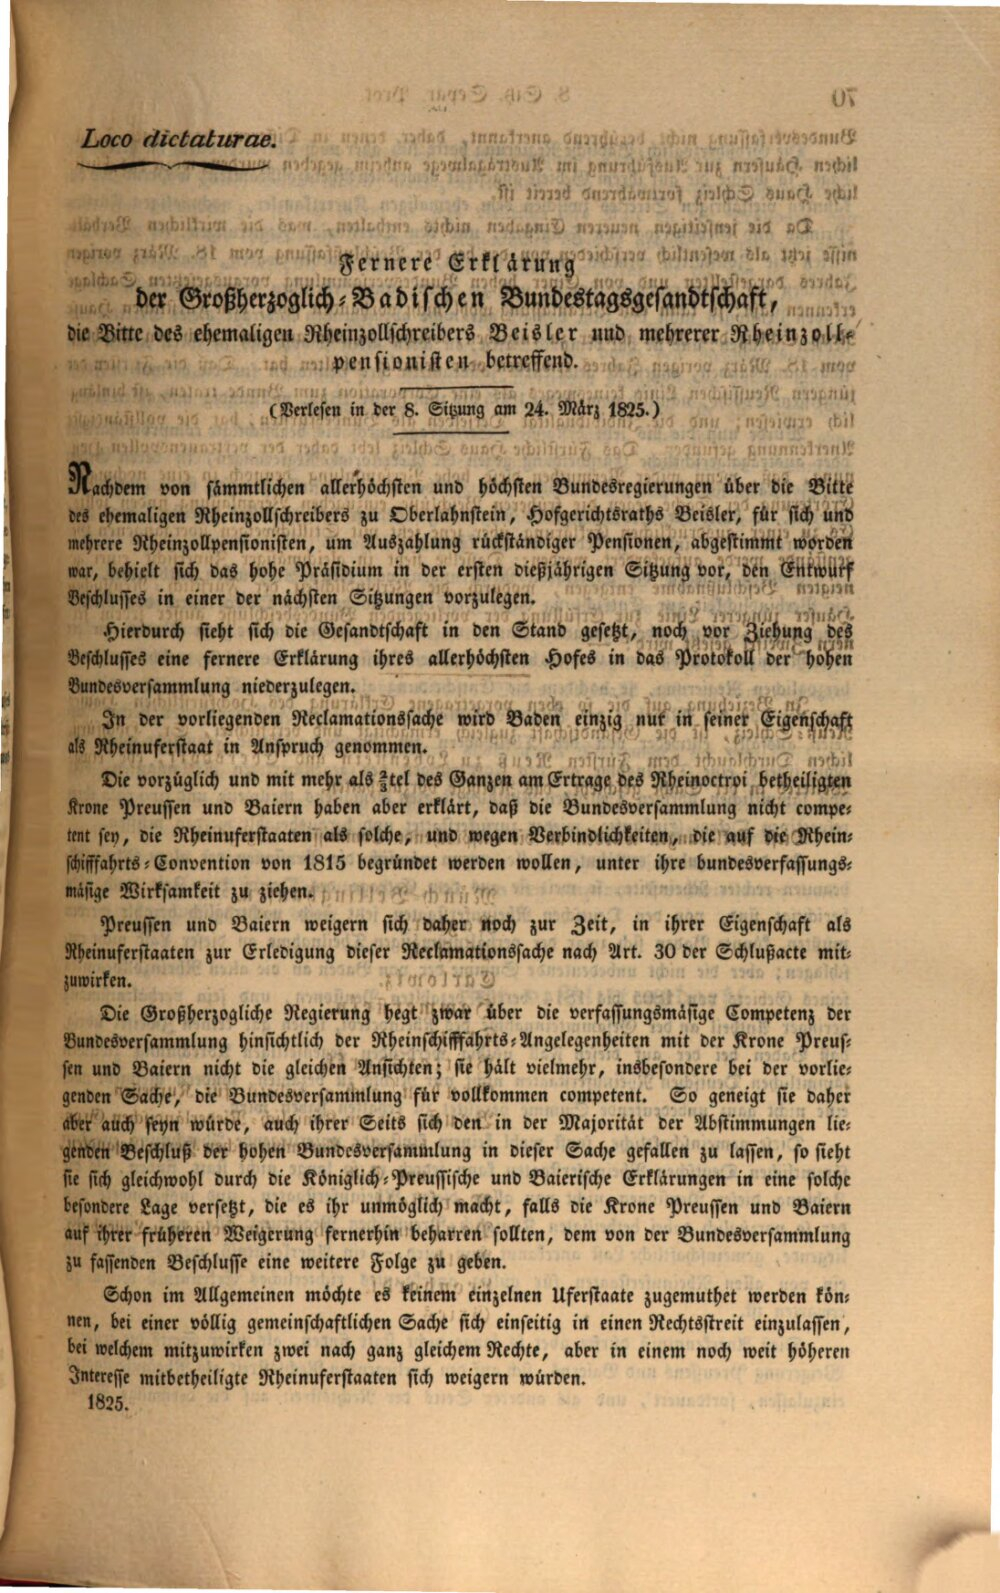 Loco dictaturae.
Fernere Erklärung
der Großherzoglich-Badischen Bundestagsgesandtschaft,
die Bitte des ehemaligen Rheinzollschreibers Beisler und mehrerer Rheinzoll-
pensionisten betreffend.
(Verlesen in der 8. Sitzung am 24. März 1825.)
Nachdem von sämmtlichen allerhöchsten und höchsten Bundesregierungen über die Bitte
des ehemaligen Rheinzollschreibers zu Oberlahnstein, Hofgerichtsraths Beisler, für sich und
mehrere Rheinzollpensionisten, um Auszahlung rückständiger Pensionen, abgestimmt worden
war, behielt sich das hohe Präsidium in der ersten dießjährigen Sitzung vor, den Entwurf
Beschlusses in einer der nächsten Sitzungen vorzulegen.
Hierdurch sieht sich die Gesandtschaft in den Stand gesetzt, noch vor Ziehung des
Beschlusses eine fernere Erklärung ihres allerhöchsten Hofes in das Protokoll der hohen
Bundesversammlung niederzulegen.
In der vorliegenden Reclamationssache wird Baden einzig nur in seiner Eigenschaft
als Rheinuferstaat in Anspruch genommen.
Die vorzüglich und mit mehr als tel des Ganzen am Ertrage des Rheinoctroi betheiligten
Krone Preussen und Baiern haben aber erklärt, daß die Bundesversammlung nicht compe-
tent sey, die Rheinuferstaaten als solche, und wegen Verbindlichkeiten, die auf die Rhein-
schifffahrts-Convention von 1815 begründet werden wollen, unter ihre bundesverfassungs-
mäsige Wirksamkeit zu ziehen.
Preussen und Baiern weigern sich daher noch zur Zeit, in ihrer Eigenschaft als
Rheinuferstaaten zur Erledigung dieser Reclamationssache nach Art. 30 der Schlußacte mit-
zuwirken.
Die Großherzogliche Regierung hegt zwar über die verfassungsmäsige Competenz der
Bundesversammlung hinsichtlich der Rheinschifffahrts-Angelegenheiten mit der Krone Preus-
sen und Baiern nicht die gleichen Ansichten; sie hält vielmehr, insbesondere bei der vorlie-
genden Sache, die Bundesversammlung für vollkommen competent. So geneigt sie daher
aber auch seyn würde, auch ihrer Seits sich den in der Majorität der Abstimmungen lie-
genden Beschluß der hohen Bundesversammlung in dieser Sache gefallen zu lassen, so sieht
sie sich gleichwohl durch die Königlich-Preussische und Baierische Erklärungen in eine solche
besondere Lage versetzt, die es ihr unmöglich macht, falls die Krone Preussen und Baiern
auf ihrer früheren Weigerung fernerhin beharren sollten, dem von der Bundesversammlung
zu fassenden Beschlusse eine weitere Folge zu geben.
Schon im Allgemeinen möchte es keinem einzelnen Uferstaate zugemuthet werden kön-
nen, bei einer völlig gemeinschaftlichen Sache sich einseitig in einen Rechtsstreit einzulassen,
bei welchem mitzuwirken zwei nach ganz gleichem Rechte, aber in einem noch weit höheren
Interesse mitbetheiligte Rheinuferstaaten sich weigern würden.
1825.